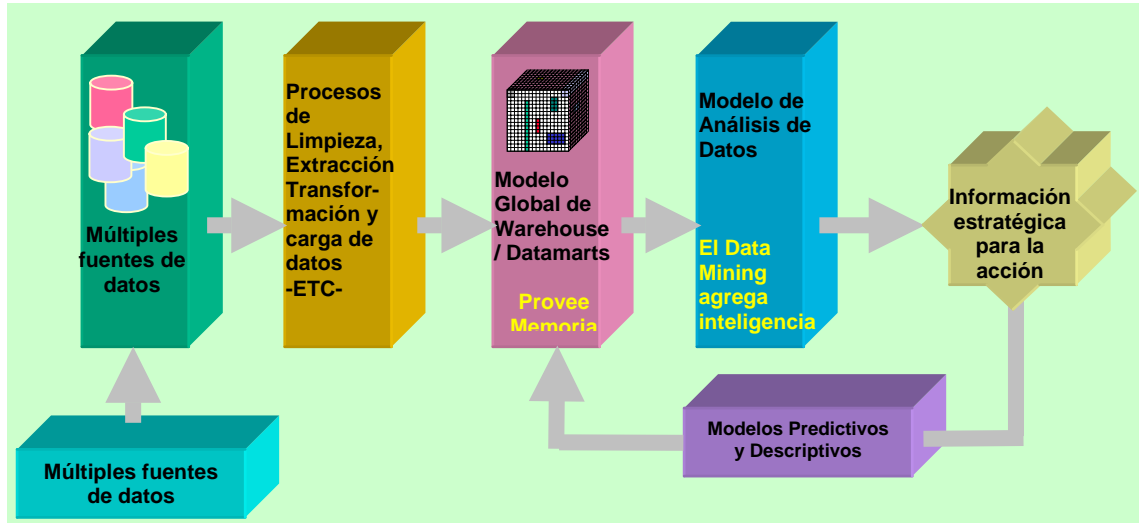 Múltiples
fuentes de
datos
Procesos
de
Limpieza,
Extracción
Transfor-
mación y
carga de
datos
-ETC-
Modelo
Global de
Warehouse
/ Datamarts
Provee
Memoria
Modelo de
Análisis de
Datos
El Data
Mining
agrega
inteligencia
Información
estratégica
para la
acción
Múltiples fuentes
de datos
Modelos Predictivos
y Descriptivos